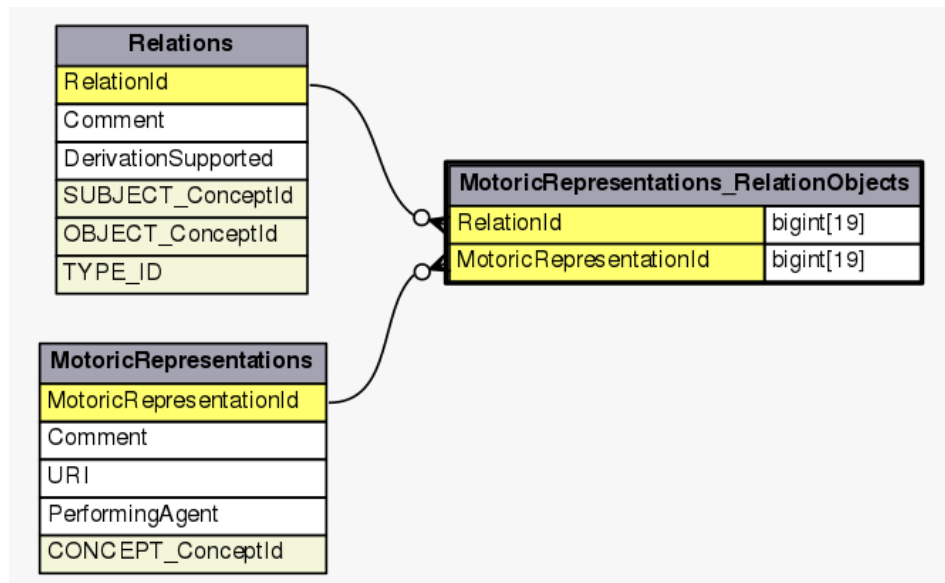 Relations
RelationId
Comment
DerivationSupported
SUBJECT_ConceptId
OBJECT_ConceptId
TYPE_ID
MotoricRepresentations_RelationObjects
RelationId bigint[19]
MotoricRepresentationId bigint[19]
MotoricRepresentations
MotoricRepresentationId
Comment
URI
PerformingAgent
CONCEPT_ConceptId